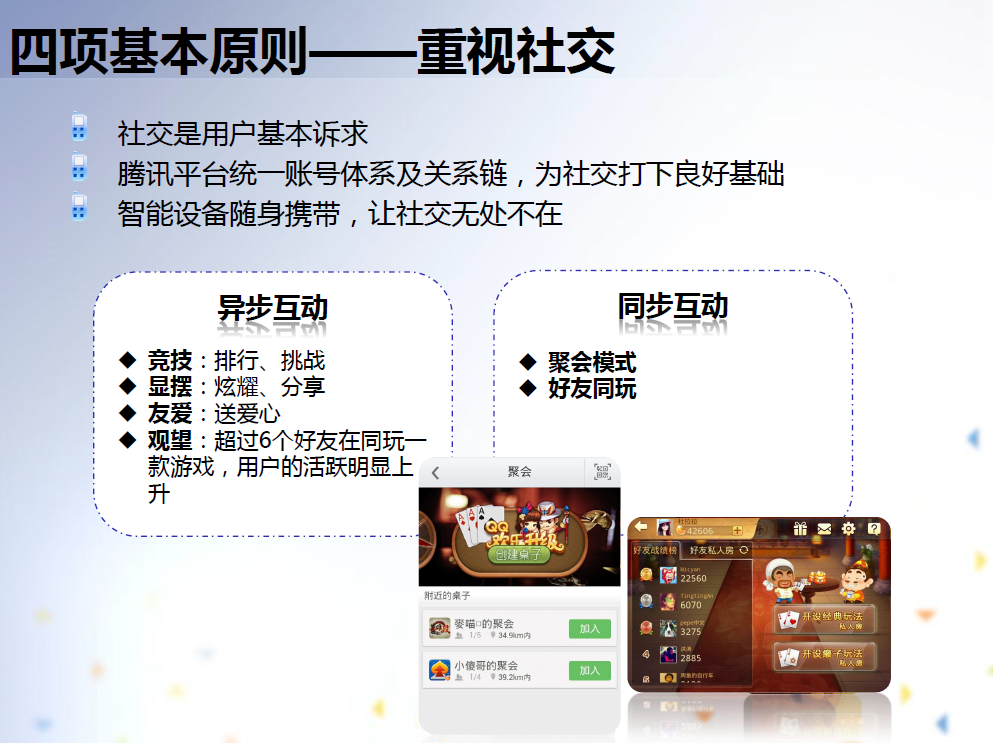 四项基本原则——重视社交
社交是用户基本诉求
腾讯平台统一账号体系及关系链，为社交打下良好基础
智能设备随身携带，让社交无处不在
异步互动
竞技：排行、挑战
显摆：炫耀、分享
友爱：送爱心
观望：超过6个好友在同玩一
款游戏，用户的活跃明显上
升
同步互动
聚会模式
好友同玩
聚会
QQ
欢乐升级
创建桌子
附近的桌子
的聚会
1/5 34.9km内
加入
小傻哥的聚会
1/4 39.2km内
加入
42606
好友战绩榜 好友私人房
22560
TingtingAn
6070
pepe中文
3275
4
2885
开设经典玩法
私人房
开设癞子玩法
私人房